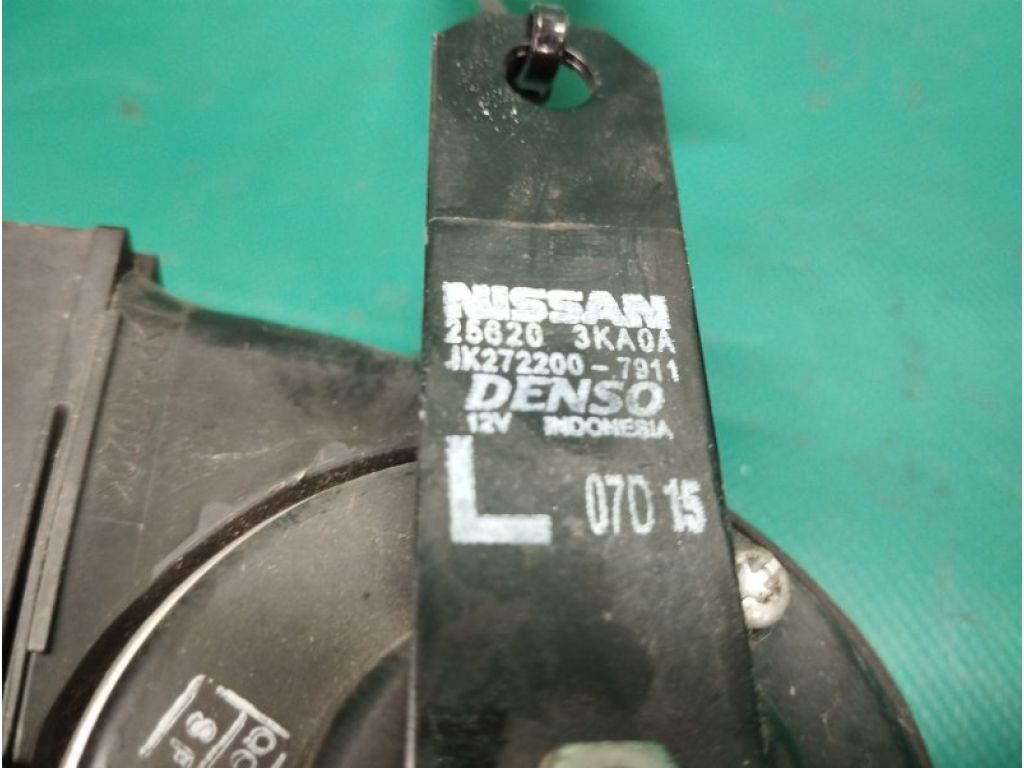 NISSAN
25620 3KA0A
JK272200-7911
DENSO
12V INDONESIA
L 07D 15